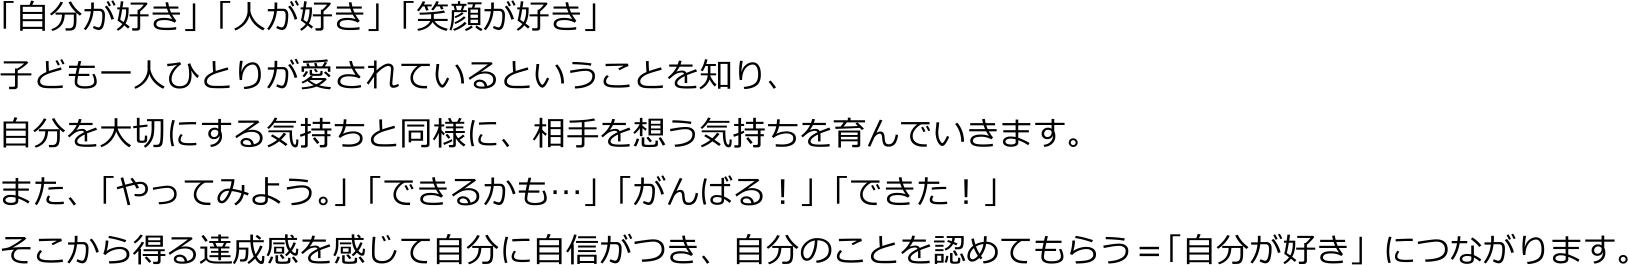 「自分が好き」「人が好き」「笑顔が好き」
子ども一人ひとりが愛されているということを知り、
自分を大切にする気持ちと同様に、相手を想う気持ちを育んでいきます。
また、「やってみよう。」「できるかも…」「がんばる！」「できた！」
そこから得る達成感を感じて自分に自信がつき、自分のことを認めてもらう＝「自分が好き」につながります。